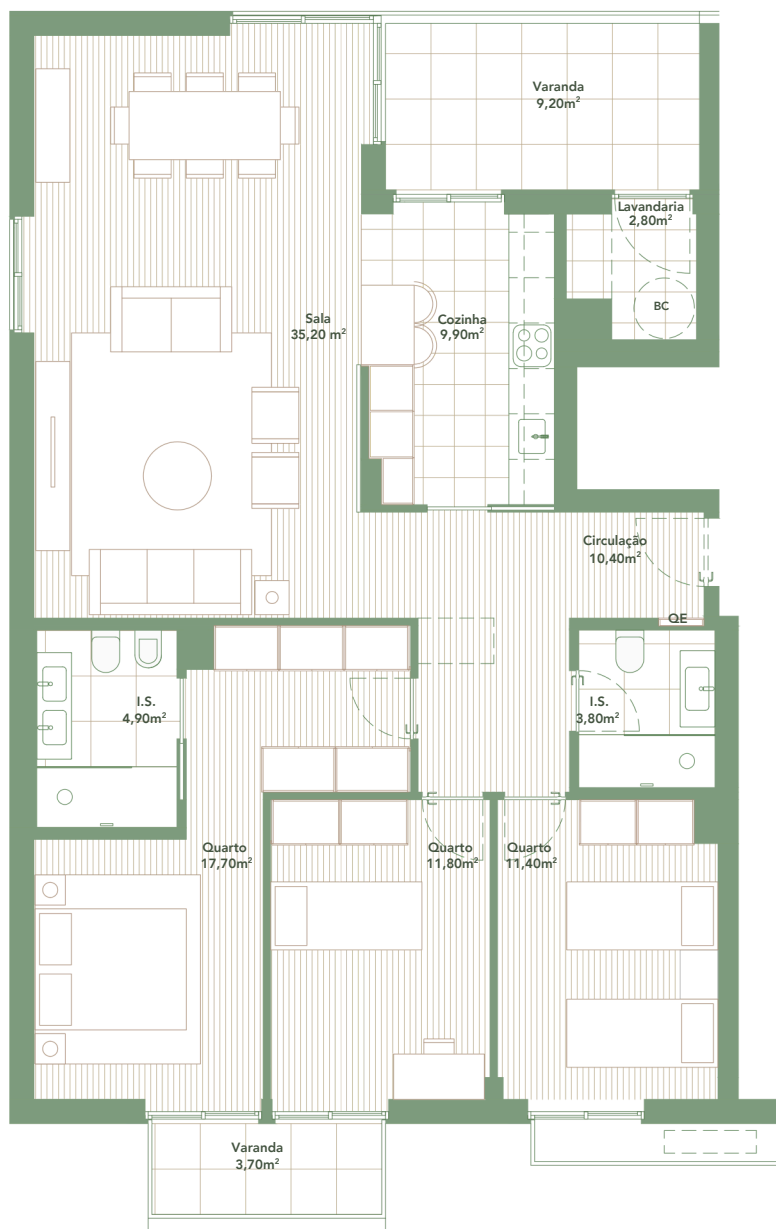 Varanda
9,20m²
Lavandaria
2,80m²
BC
Sala
35,20 m²
Cozinha
9,90m²
Circulação
10,40m²
QE
I.S.
4,90m²
I.S.
3,80m²
Quarto
17,70m²
Quarto
11,80m²
Quarto
11,40m²
Varanda
3,70m²